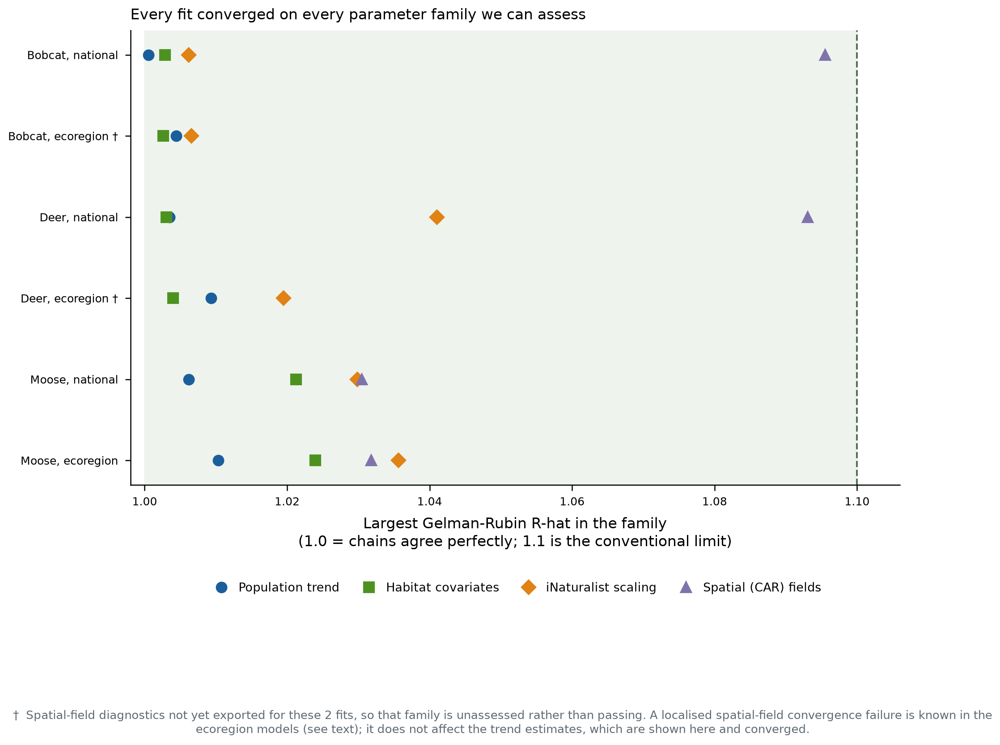 Every fit converged on every parameter family we can assess
Bobcat, national
Bobcat, ecoregion †
Deer, national
Deer, ecoregion †
Moose, national
Moose, ecoregion
1.00 1.02 1.04 1.06 1.08 1.10
Largest Gelman-Rubin R-hat in the family
(1.0 = chains agree perfectly; 1.1 is the conventional limit)
Population trend Habitat covariates iNaturalist scaling Spatial (CAR) fields
† Spatial-field diagnostics not yet exported for these 2 fits, so that family is unassessed rather than passing. A localised spatial-field convergence failure is known in the
ecoregion models (see text); it does not affect the trend estimates, which are shown here and converged.